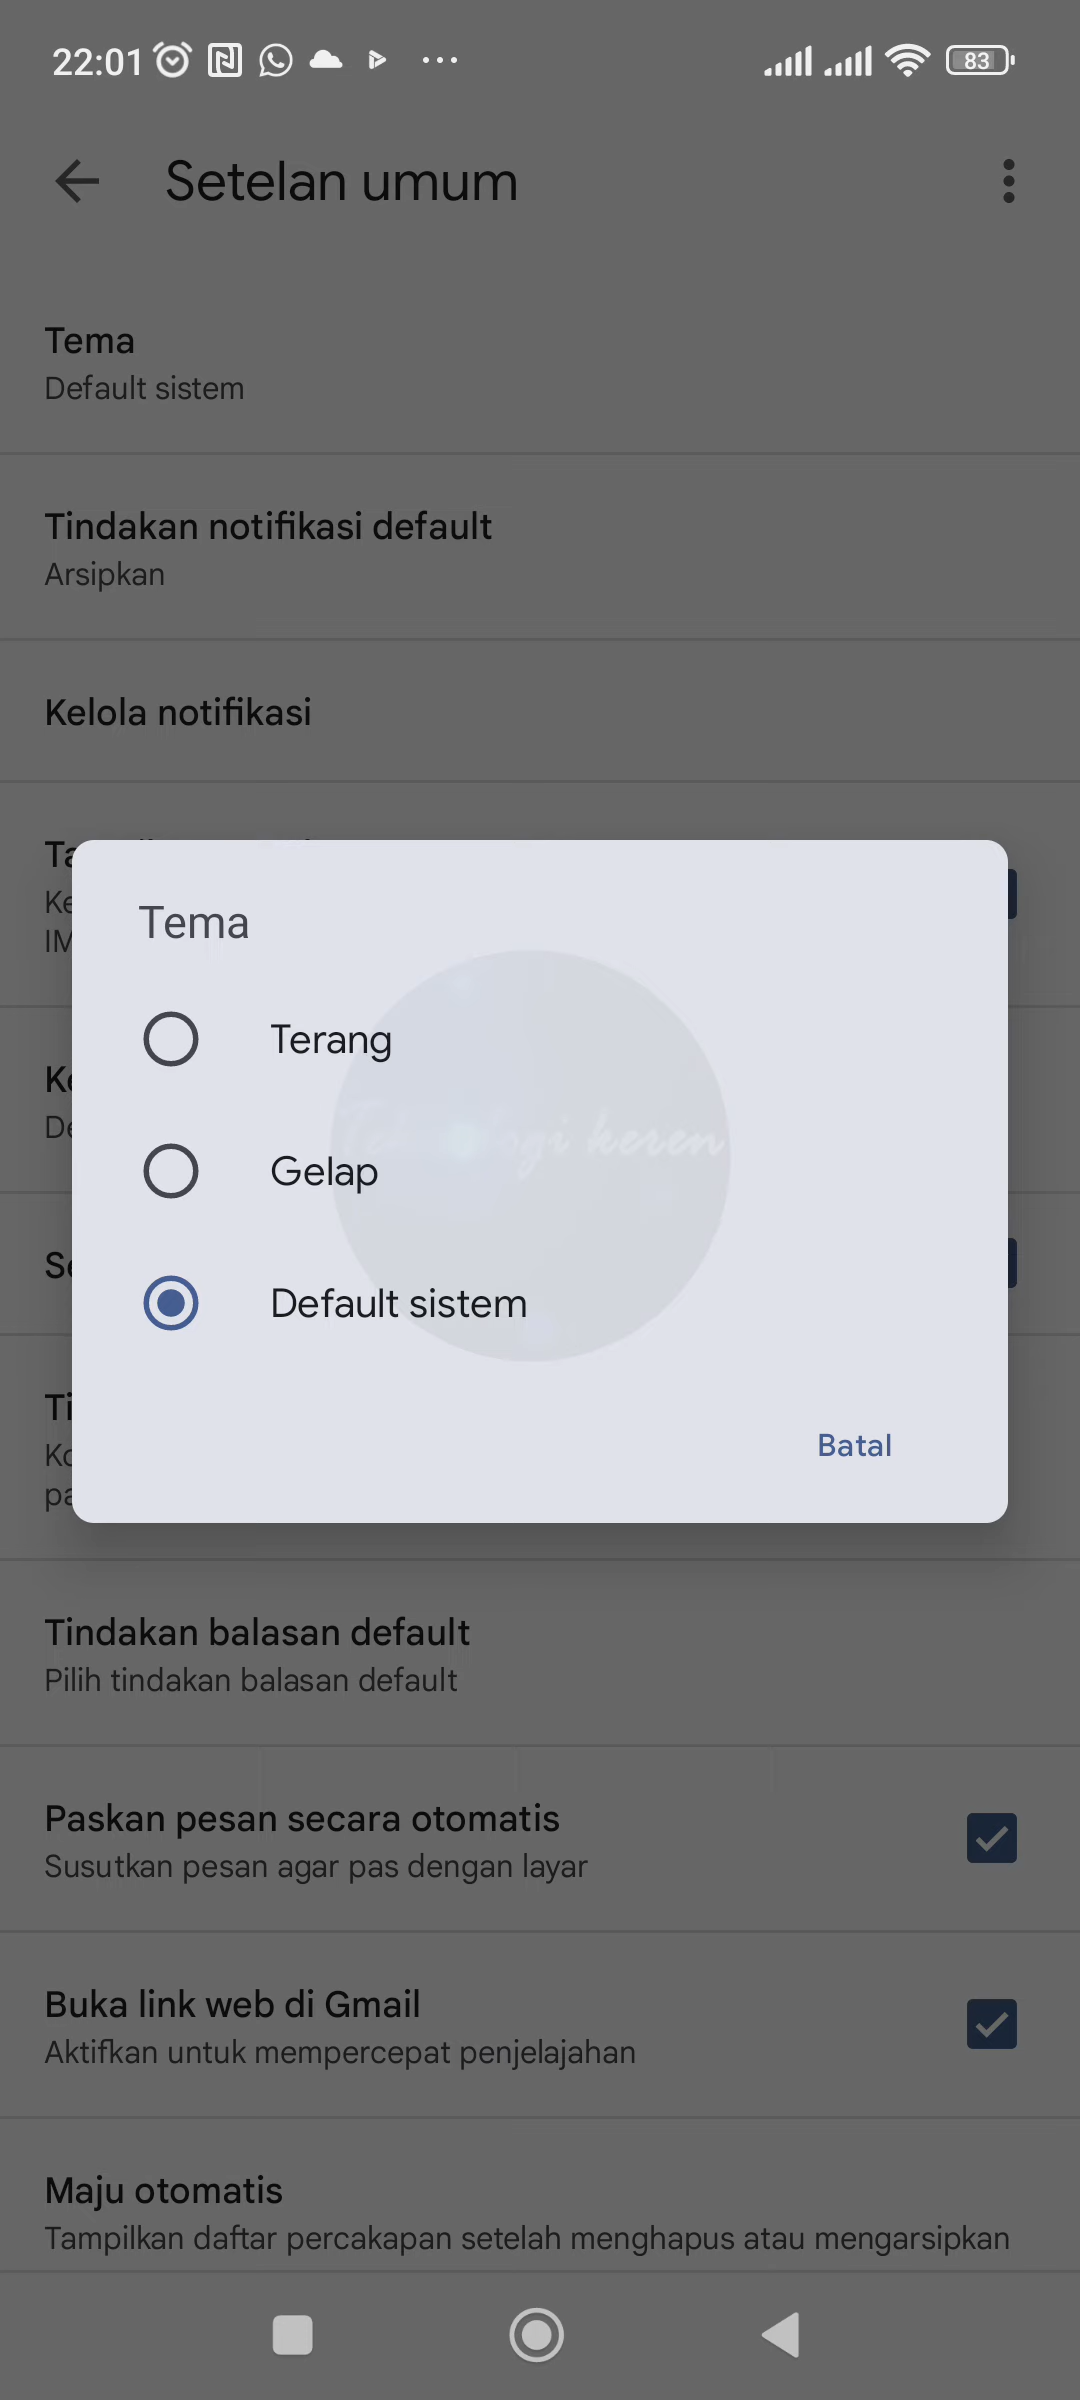 22:01
83
Setelan umum
Tema
Default sistem
Tindakan notifikasi default
Arsipkan
Kelola notifikasi
Tema
Terang
Teknologi keren
Gelap
Default sistem
Batal
Tindakan balasan default
Pilih tindakan balasan default
Paskan pesan secara otomatis
Susutkan pesan agar pas dengan layar
Buka link web di Gmail
Aktifkan untuk mempercepat penjelajahan
Maju otomatis
Tampilkan daftar percakapan setelah menghapus atau mengarsipkan